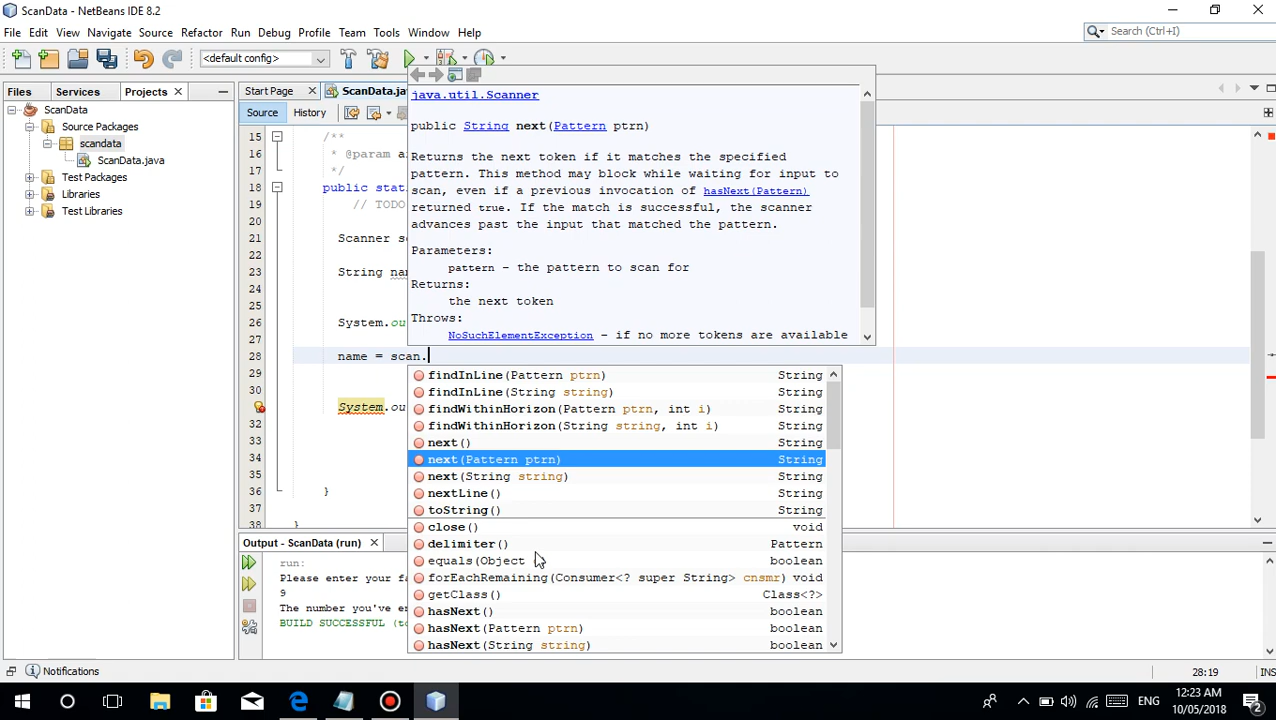 ScanData - NetBeans IDE 8.2
File Edit View Navigate Source Refactor Run Debug Profile Team Tools Window Help
Search (Ctrl+I)
<default config>
Files Services Projects
Start Page ScanData.ja
ScanData
Source Packages
scandata
ScanData.java
Test Packages
Libraries
Test Libraries
Source History
15 /**
16 * @param a
17 */
18 public stat
19 // TODO
20
21 Scanner s
22
23 String na
24
25
26 System.ou
27
28 name = scan.
29
30
System.ou
32
33
34
35
36 }
37
38 }
java.util.Scanner
public String next(Pattern ptrn)
Returns the next token if it matches the specified
pattern. This method may block while waiting for input to
scan, even if a previous invocation of hasNext(Pattern)
returned true. If the match is successful, the scanner
advances past the input that matched the pattern.
Parameters:
pattern - the pattern to scan for
Returns:
the next token
Throws:
NoSuchElementException - if no more tokens are available
findInLine(Pattern ptrn) String
findInLine(String string) String
findWithinHorizon(Pattern ptrn, int i) String
findWithinHorizon(String string, int i) String
next() String
next(Pattern ptrn) String
next(String string) String
nextLine() String
toString() String
close() void
delimiter() Pattern
equals(Object boolean
forEachRemaining(Consumer<? super String> cnsmr) void
getClass() Class<?>
hasNext() boolean
hasNext(Pattern ptrn) boolean
hasNext(String string) boolean
Output - ScanData (run)
run:
Please enter your fa
9
The number you've en
BUILD SUCCESSFUL (to
Notifications
28:19 INS
ENG
12:23 AM
10/05/2018
2